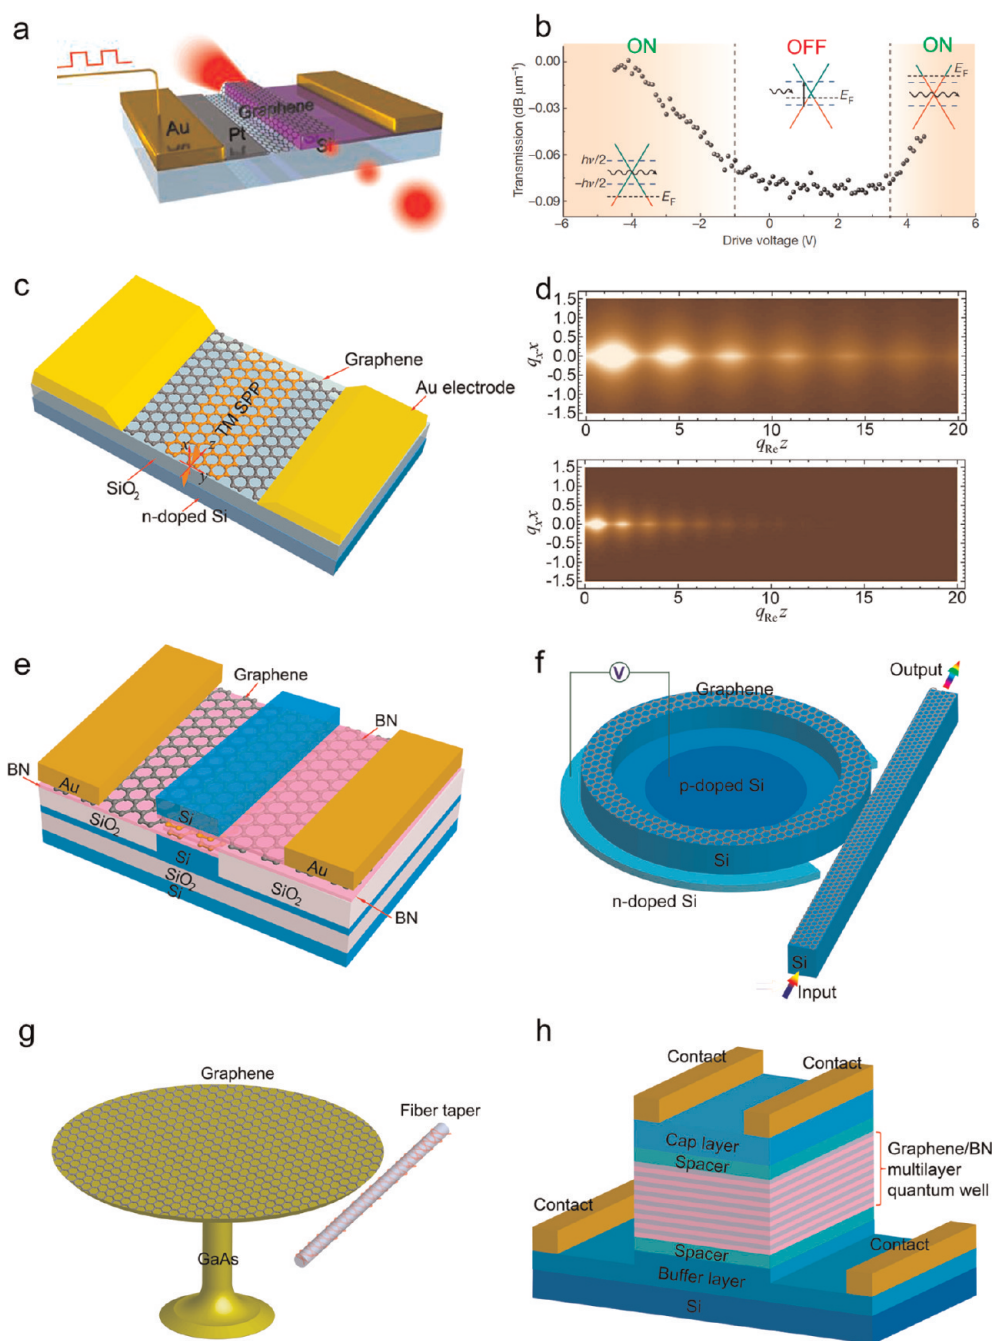 a
Au
Pt
Graphene
Si
b
ON
OFF
ON
Transmission (dB μm⁻¹)
0.00
−0.03
−0.06
−0.09
hν/2
−hν/2
E_F
E_F
E_F
−6
−4
−2
0
2
4
6
Drive voltage (V)
c
Graphene
Au electrode
TM SPP
x
z
y
SiO₂
n-doped Si
d
q_x x
1.5
1.0
0.5
0.0
-0.5
-1.0
-1.5
0
5
10
15
20
q_Re z
q_x x
1.5
1.0
0.5
0.0
-0.5
-1.0
-1.5
0
5
10
15
20
q_Re z
e
Graphene
BN
BN
Au
Si
SiO₂
Si
Au
SiO₂
SiO₂
Si
BN
f
V
Graphene
Output
p-doped Si
Si
n-doped Si
Si
Input
g
Graphene
Fiber taper
GaAs
h
Contact
Contact
Cap layer
Spacer
Graphene/BN
multilayer
quantum well
Contact
Spacer
Contact
Buffer layer
Si